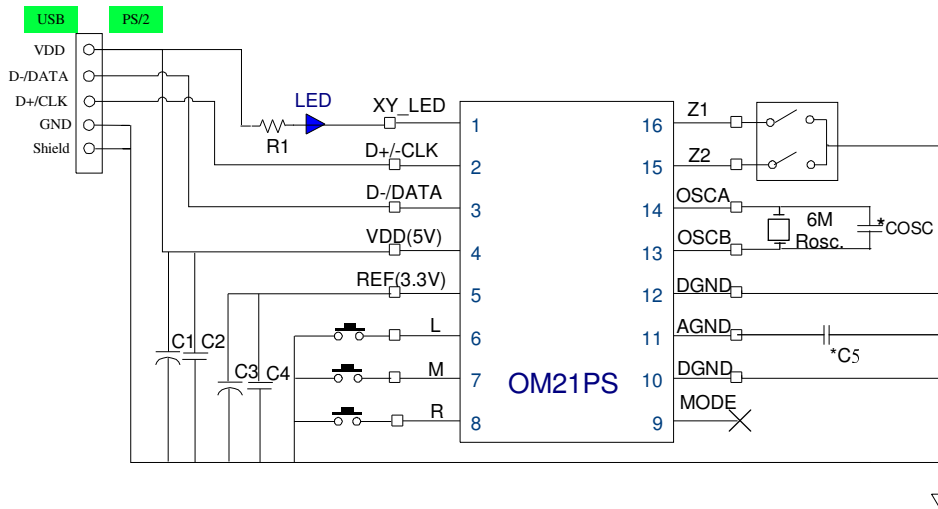 USB PS/2
VDD
D-/DATA
D+/CLK
GND
Shield
LED
R1
XY_LED
D+/-CLK
D-/DATA
VDD(5V)
REF(3.3V)
L
M
R
C1 C2
C3 C4
1
2
3
4
5
6
7
8
OM21PS
16
15
14
13
12
11
10
9
Z1
Z2
OSCA
OSCB
DGND
AGND
DGND
MODE
6M
Rosc.
*COSC
*C5